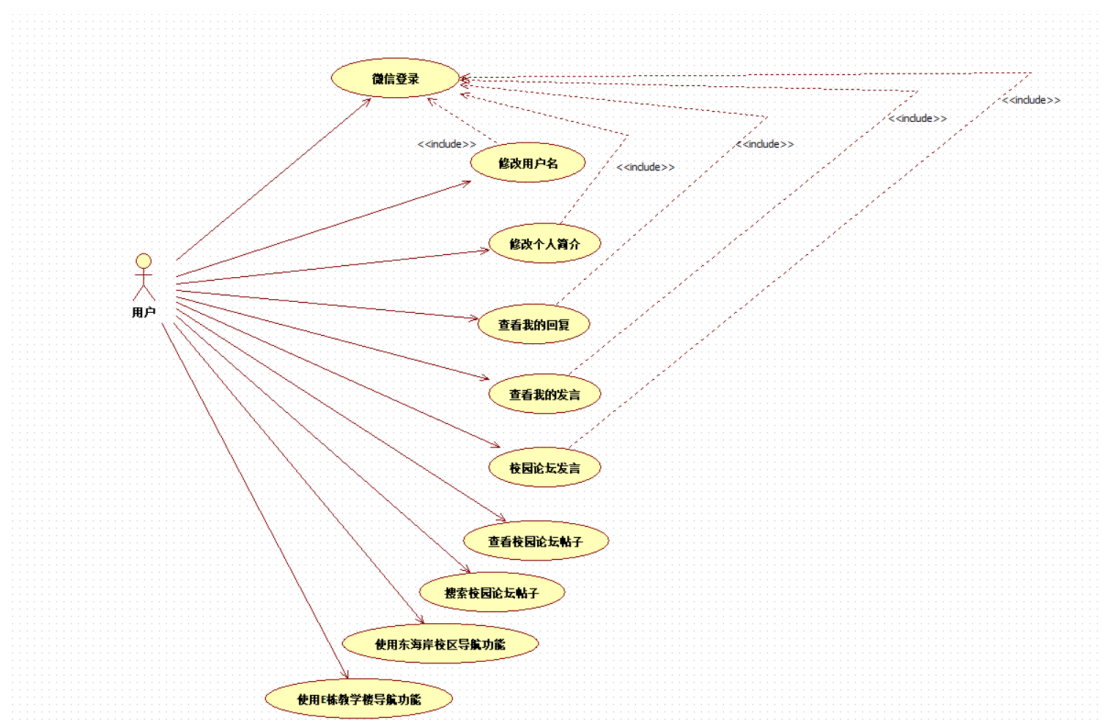 微信登录
<<include>>
<<include>>
<<include>>
<<include>>
<<include>>
修改用户名
修改个人简介
用户
查看我的回复
查看我的发言
校园论坛发言
查看校园论坛帖子
搜索校园论坛帖子
使用东海岸校区导航功能
使用E栋教学楼导航功能